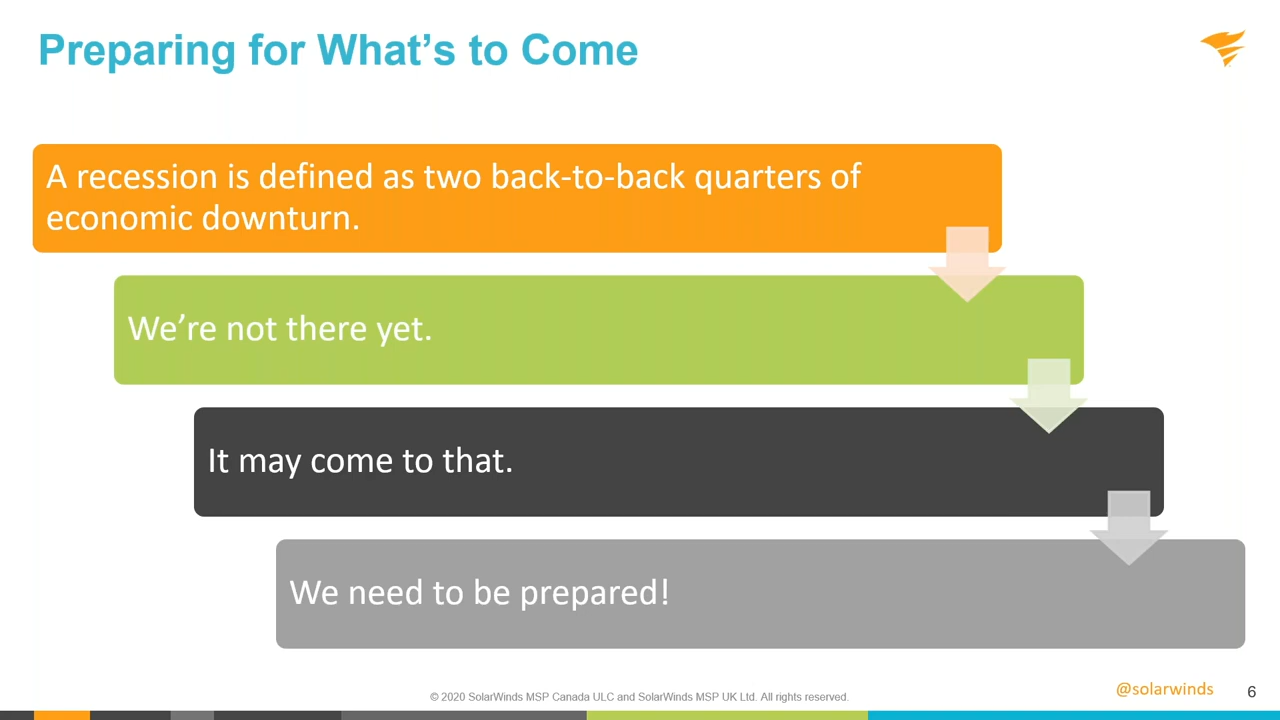 Preparing for What’s to Come
A recession is defined as two back-to-back quarters of
economic downturn.
We’re not there yet.
It may come to that.
We need to be prepared!
© 2020 SolarWinds MSP Canada ULC and SolarWinds MSP UK Ltd. All rights reserved.
@solarwinds
6